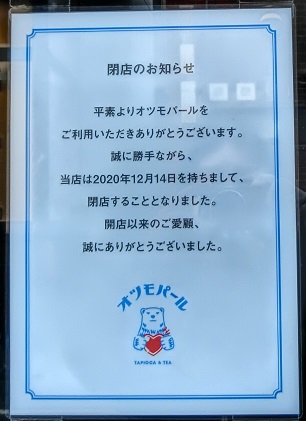 閉店のお知らせ
平素よりオツモパールを
ご利用いただきありがとうございます。
誠に勝手ながら、
当店は2020年12月14日を持ちまして、
閉店することとなりました。
開店以来のご愛顧、
誠にありがとうございました。
オツモパール
TAPIOCA & TEA